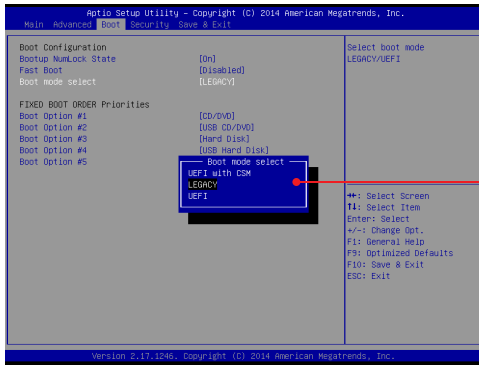 Aptio Setup Utility – Copyright (C) 2014 American Megatrends, Inc.
Main Advanced Boot Security Save & Exit
Boot Configuration
Bootup NumLock State [On]
Fast Boot [Disabled]
Boot mode select [LEGACY]
FIXED BOOT ORDER Priorities
Boot Option #1 [CD/DVD]
Boot Option #2 [USB CD/DVD]
Boot Option #3 [Hard Disk]
Boot Option #4 [USB Hard Disk]
Boot Option #5
Boot mode select
UEFI with CSM
LEGACY
UEFI
Select boot mode
LEGACY/UEFI
→←: Select Screen
↑↓: Select Item
Enter: Select
+/-: Change Opt.
F1: General Help
F9: Optimized Defaults
F10: Save & Exit
ESC: Exit
Version 2.17.1246. Copyright (C) 2014 American Megatrends, Inc.